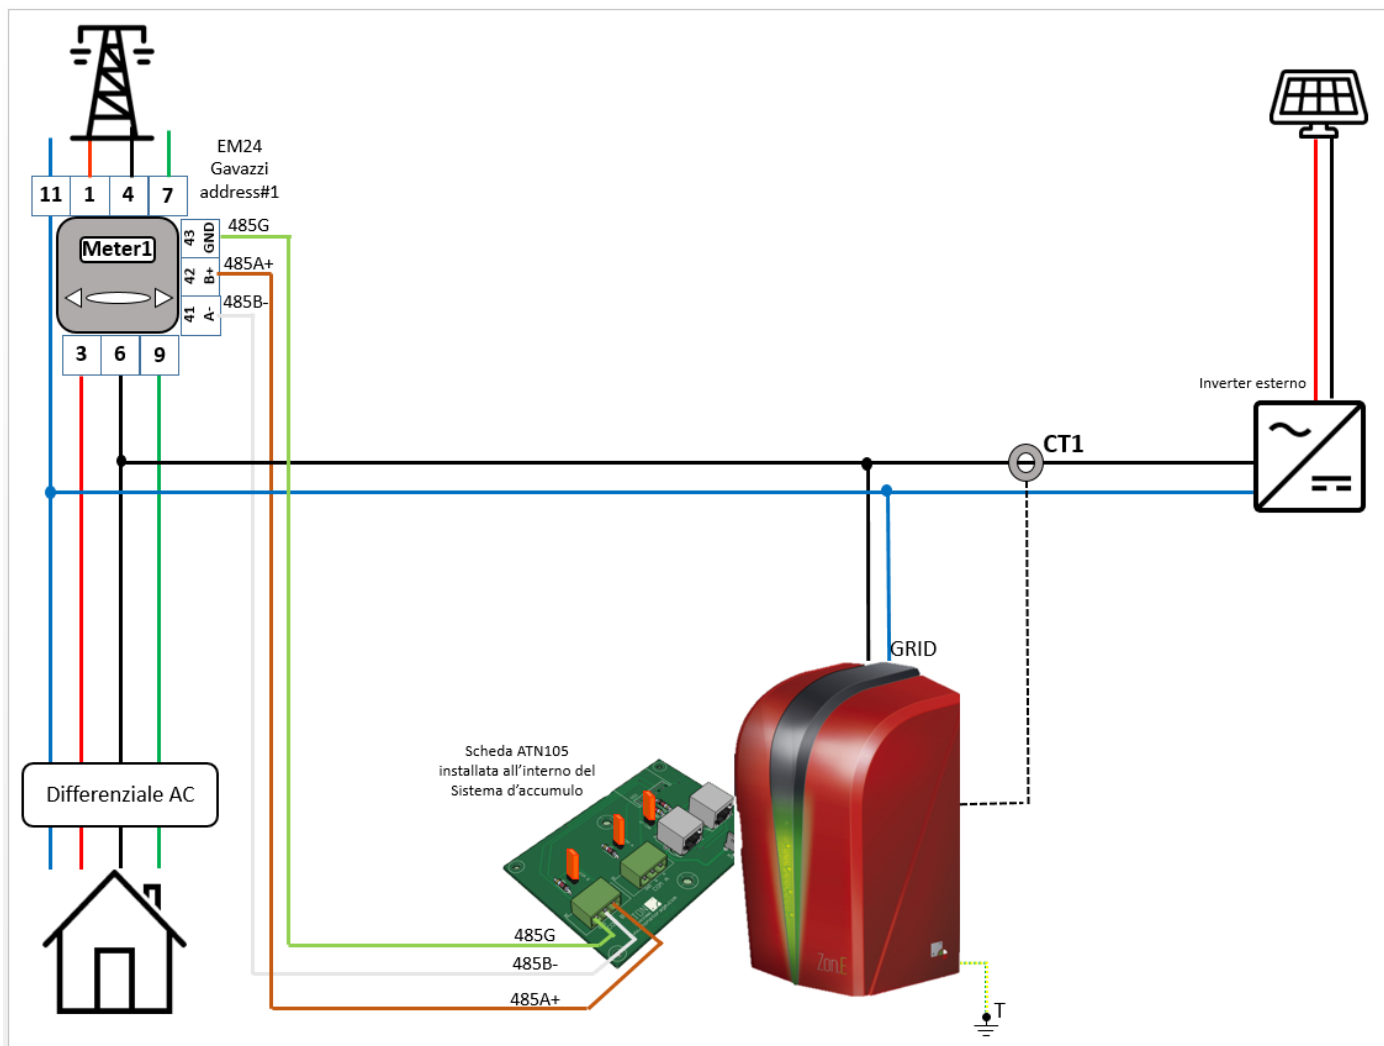 EM24
Gavazzi
address#1
11 1 4 7
Meter1
43 GND
485G
42 B+
485A+
41 A-
485B-
3 6 9
Inverter esterno
CT1
GRID
Scheda ATN105
installata all'interno del
Sistema d'accumulo
Differenziale AC
485G
485B-
485A+
Zon.E
T